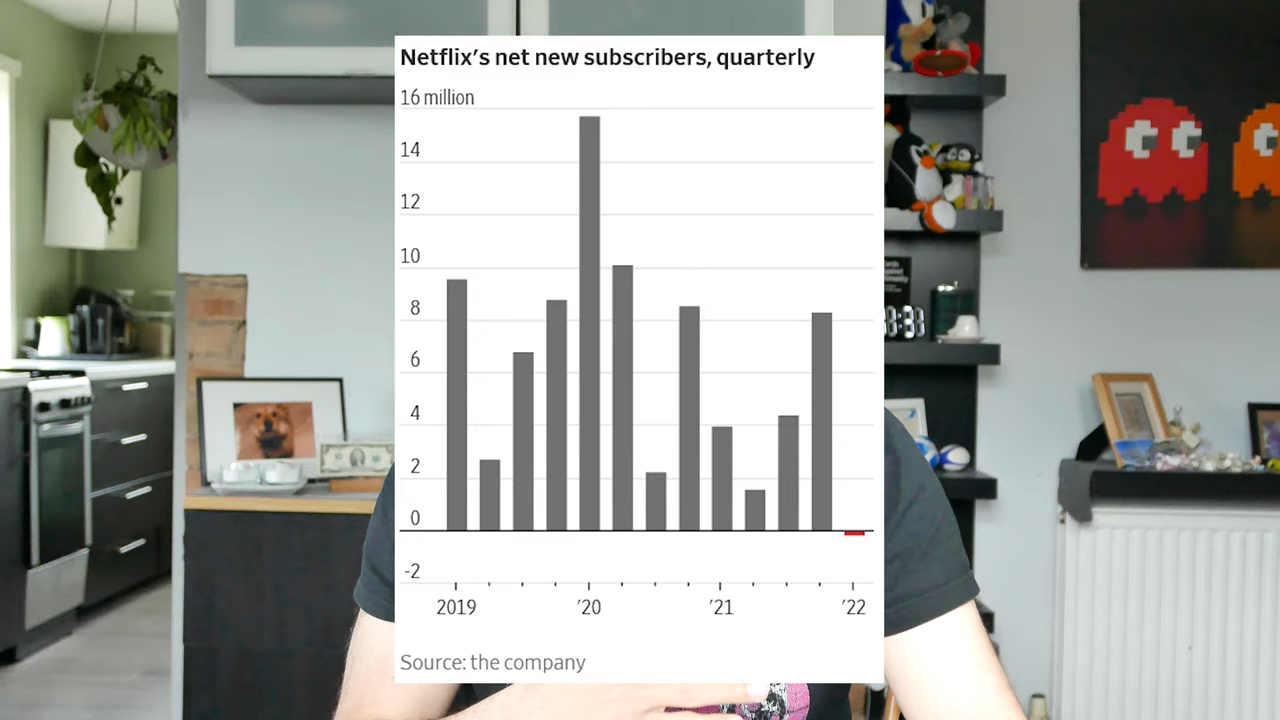 Netflix's net new subscribers, quarterly
16 million
14
12
10
8
6
4
2
0
-2
2019 '20 '21 '22
Source: the company